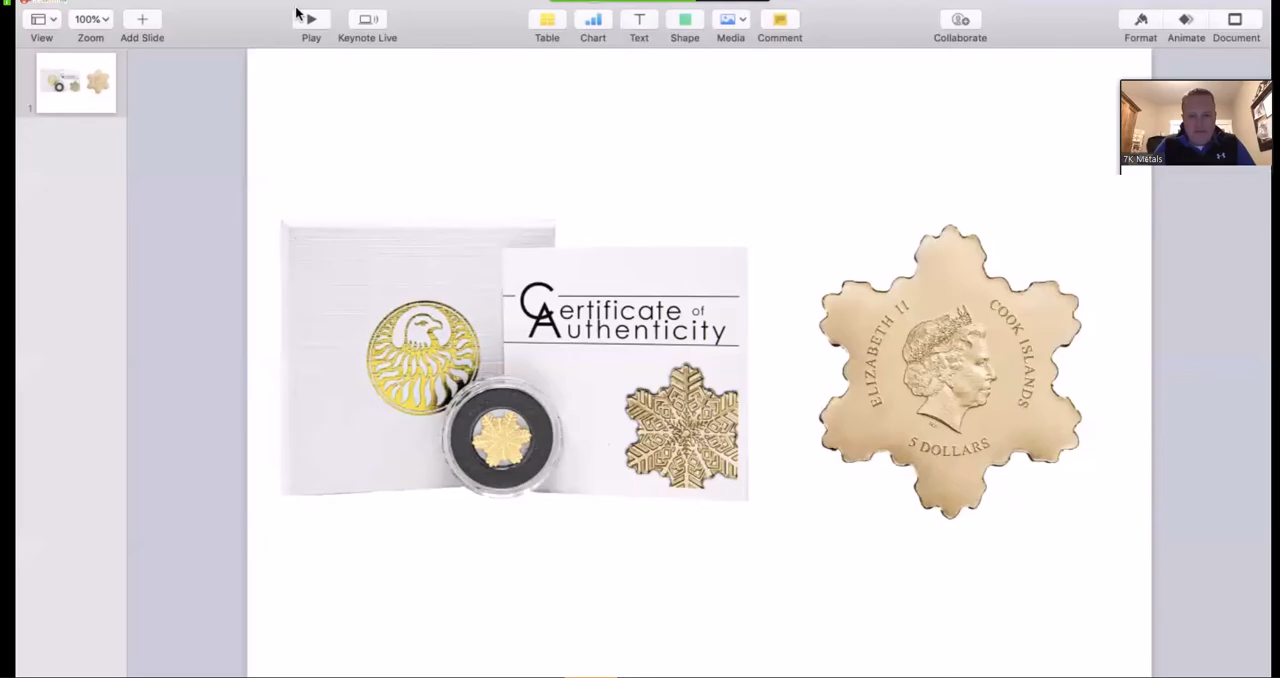 View
Zoom
Add Slide
Play
Keynote Live
Table
Chart
Text
Shape
Media
Comment
Collaborate
Format
Animate
Document
100%
1
7K Metals
Certificate of
Authenticity
ELIZABETH II
COOK ISLANDS
5 DOLLARS